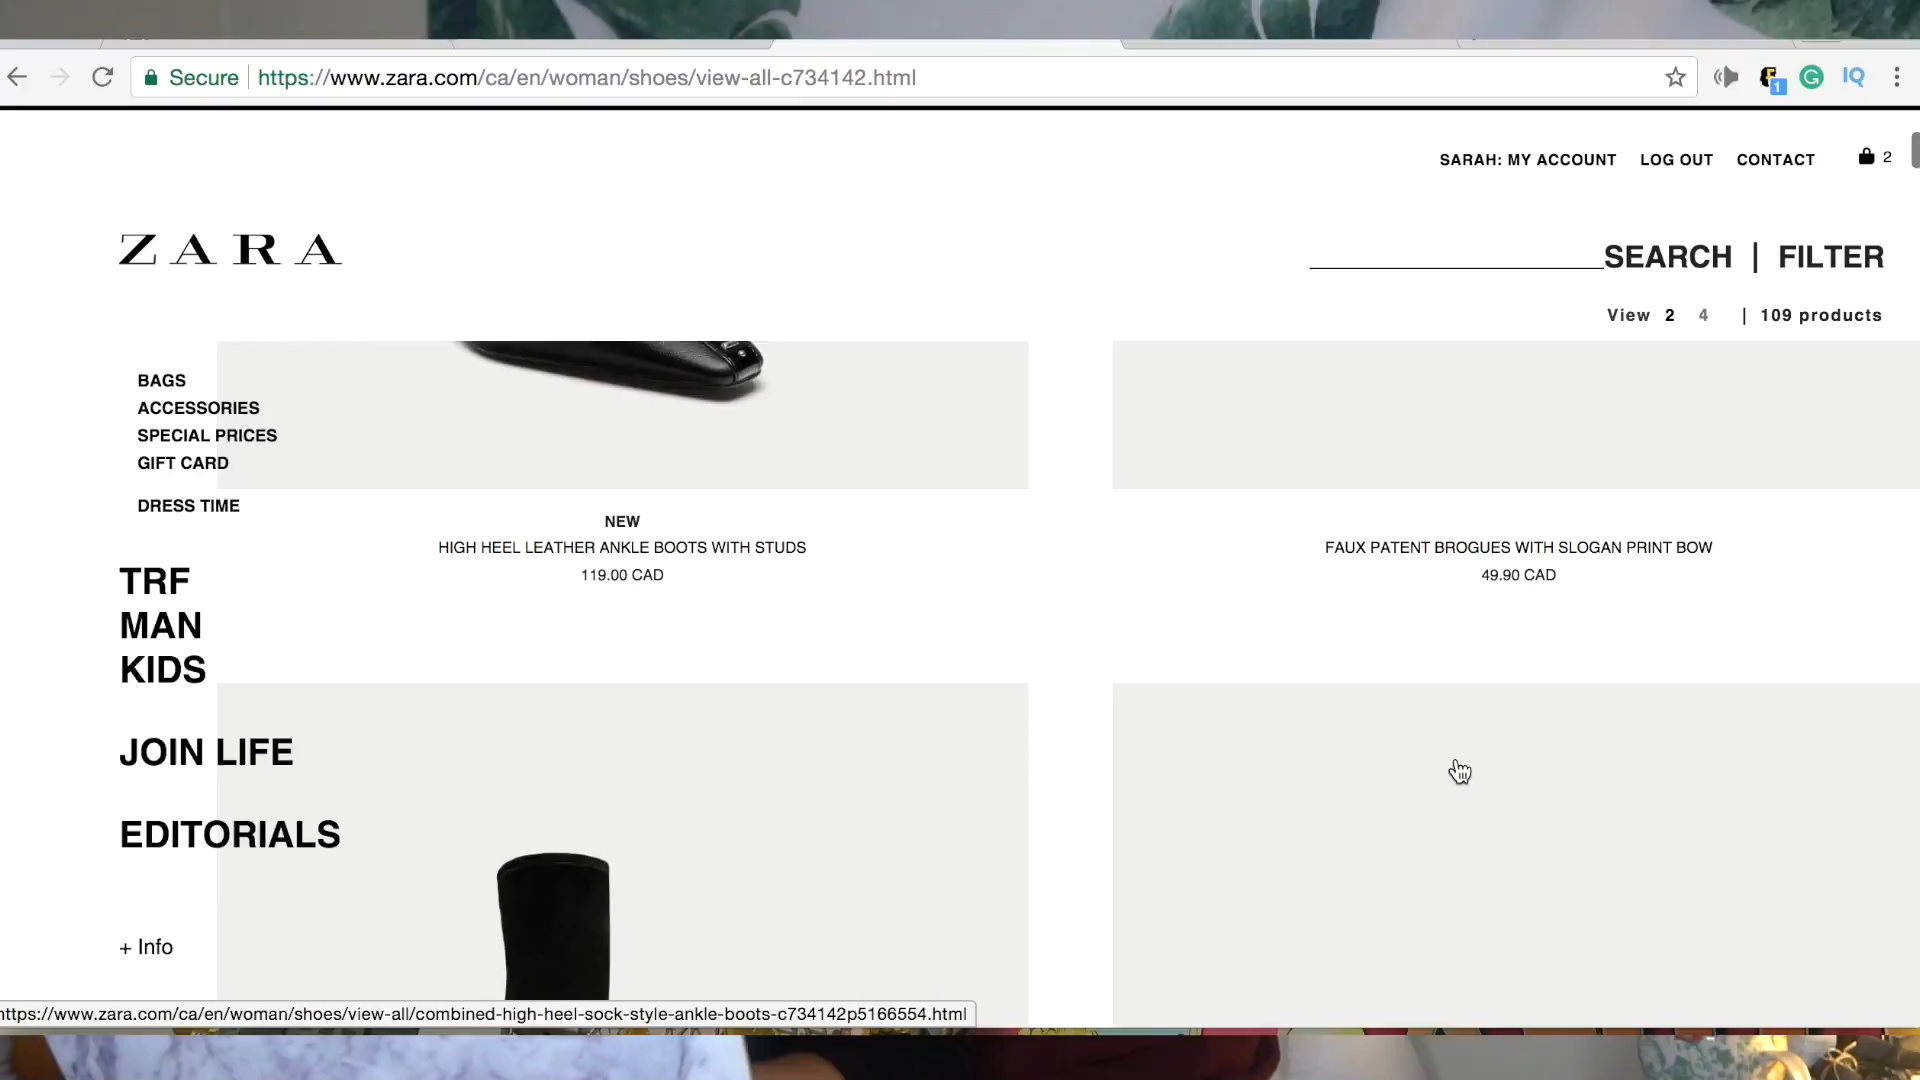 Secure
https://www.zara.com/ca/en/woman/shoes/view-all-c734142.html
1
G
IQ
SARAH: MY ACCOUNT LOG OUT CONTACT 2
ZARA
SEARCH | FILTER
View 2 4 | 109 products
BAGS
ACCESSORIES
SPECIAL PRICES
GIFT CARD
DRESS TIME
TRF
MAN
KIDS
JOIN LIFE
EDITORIALS
+ Info
NEW
HIGH HEEL LEATHER ANKLE BOOTS WITH STUDS
119.00 CAD
FAUX PATENT BROGUES WITH SLOGAN PRINT BOW
49.90 CAD
https://www.zara.com/ca/en/woman/shoes/view-all/combined-high-heel-sock-style-ankle-boots-c734142p5166554.html